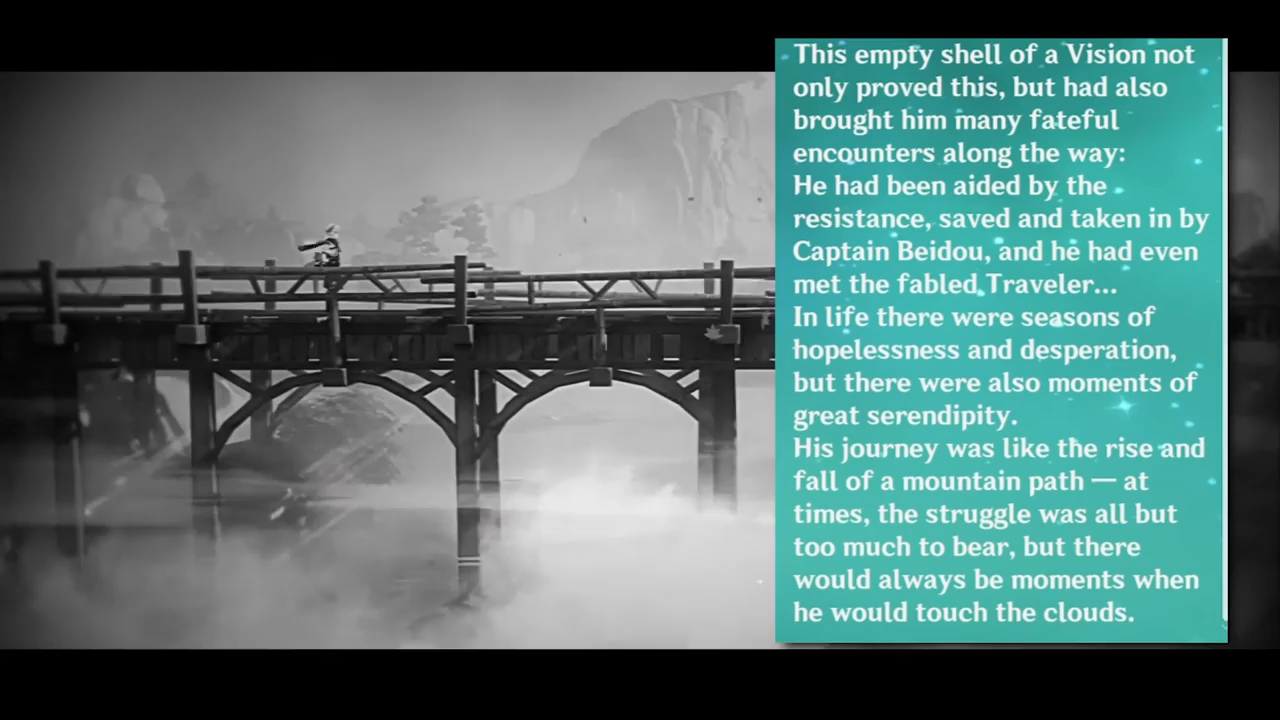 This empty shell of a Vision not
only proved this, but had also
brought him many fateful
encounters along the way:
He had been aided by the
resistance, saved and taken in by
Captain Beidou, and he had even
met the fabled Traveler...
In life there were seasons of
hopelessness and desperation,
but there were also moments of
great serendipity.
His journey was like the rise and
fall of a mountain path — at
times, the struggle was all but
too much to bear, but there
would always be moments when
he would touch the clouds.